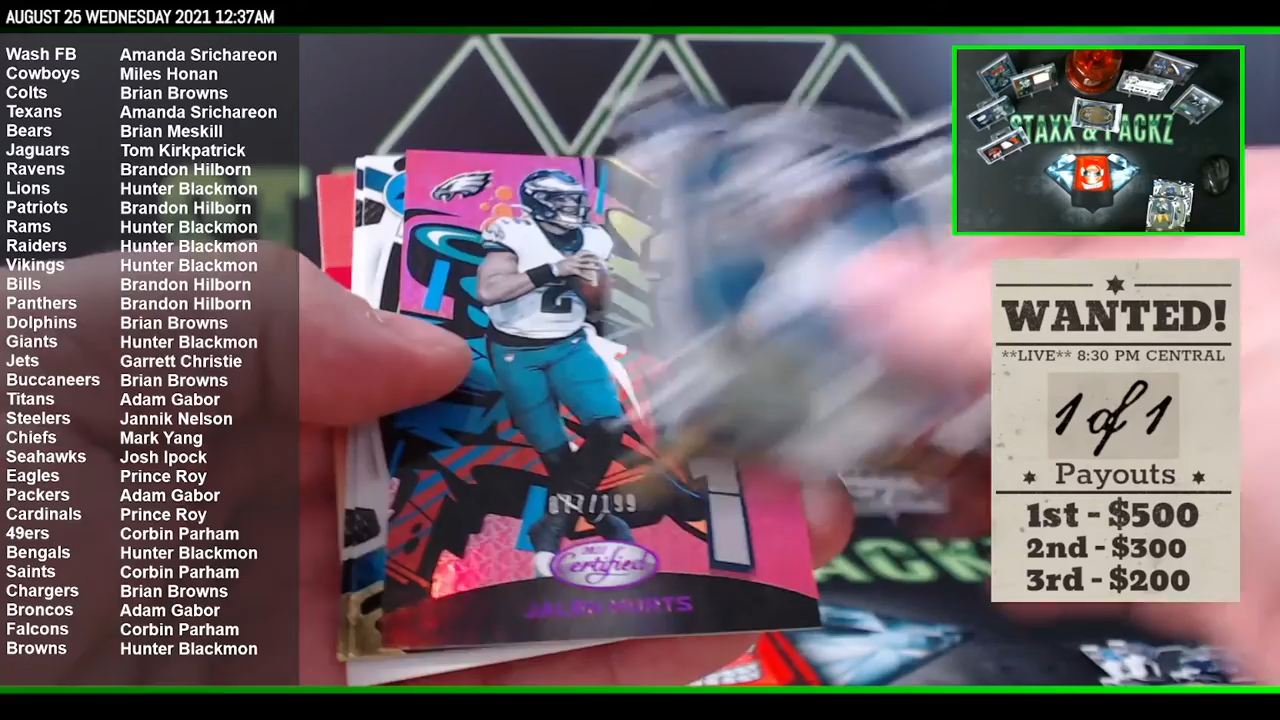 AUGUST 25 WEDNESDAY 2021 12:37AM
Wash FB Amanda Srichareon
Cowboys Miles Honan
Colts Brian Browns
Texans Amanda Srichareon
Bears Brian Meskill
Jaguars Tom Kirkpatrick
Ravens Brandon Hilborn
Lions Hunter Blackmon
Patriots Brandon Hilborn
Rams Hunter Blackmon
Raiders Hunter Blackmon
Vikings Hunter Blackmon
Bills Brandon Hilborn
Panthers Brandon Hilborn
Dolphins Brian Browns
Giants Hunter Blackmon
Jets Garrett Christie
Buccaneers Brian Browns
Titans Adam Gabor
Steelers Jannik Nelson
Chiefs Mark Yang
Seahawks Josh Ipock
Eagles Prince Roy
Packers Adam Gabor
Cardinals Prince Roy
49ers Corbin Parham
Bengals Hunter Blackmon
Saints Corbin Parham
Chargers Brian Browns
Broncos Adam Gabor
Falcons Corbin Parham
Browns Hunter Blackmon
2
077/199
2021
Certified
JALEN HURTS
STAXX & PACKZ
WANTED!
**LIVE** 8:30 PM CENTRAL
1 of 1
Payouts
1st - $500
2nd - $300
3rd - $200